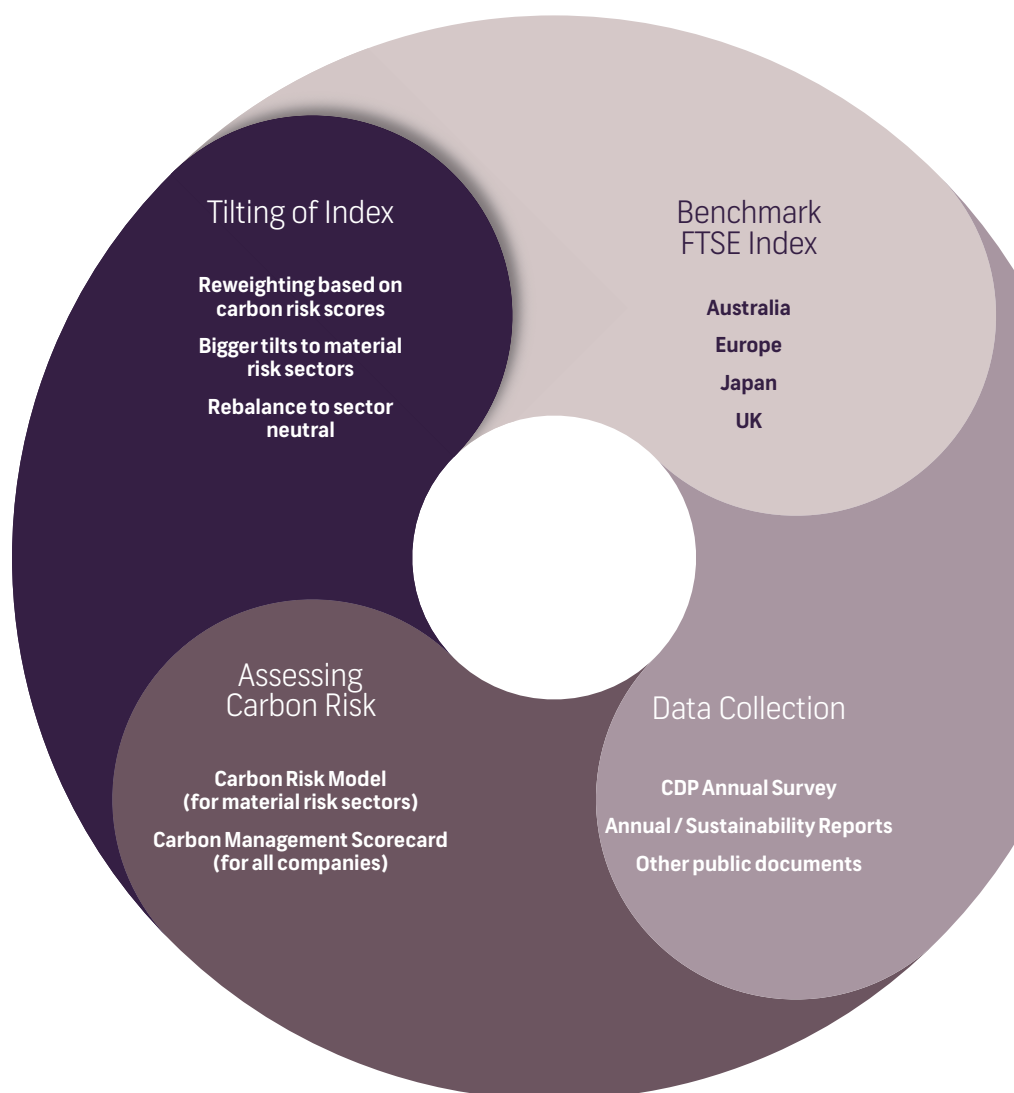 Tilting of Index
Reweighting based on
carbon risk scores
Bigger tilts to material
risk sectors
Rebalance to sector
neutral
Benchmark
FTSE Index
Australia
Europe
Japan
UK
Assessing
Carbon Risk
Carbon Risk Model
(for material risk sectors)
Carbon Management Scorecard
(for all companies)
Data Collection
CDP Annual Survey
Annual / Sustainability Reports
Other public documents